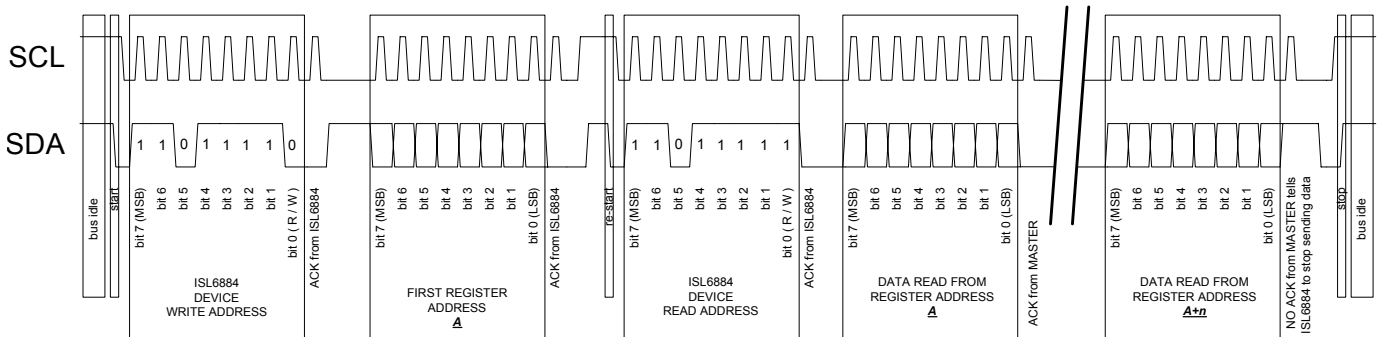 SCL
SDA
1 1 0 1 1 1 1 0
1 1 0 1 1 1 1 1
bus idle
start
bit 7 (MSB)
bit 6
bit 5
bit 4
bit 3
bit 2
bit 1
bit 0 ( R / W )
ISL6884
DEVICE
WRITE ADDRESS
ACK from ISL6884
bit 7 (MSB)
bit 6
bit 5
bit 4
bit 3
bit 2
bit 1
bit 0 (LSB)
FIRST REGISTER
ADDRESS
A
ACK from ISL6884
re-start
bit 7 (MSB)
bit 6
bit 5
bit 4
bit 3
bit 2
bit 1
bit 0 ( R / W )
ISL6884
DEVICE
READ ADDRESS
ACK from ISL6884
bit 7 (MSB)
bit 6
bit 5
bit 4
bit 3
bit 2
bit 1
bit 0 (LSB)
DATA READ FROM
REGISTER ADDRESS
A
ACK from MASTER
bit 7 (MSB)
bit 6
bit 5
bit 4
bit 3
bit 2
bit 1
bit 0 (LSB)
DATA READ FROM
REGISTER ADDRESS
A+n
NO ACK from MASTER tells
ISL6884 to stop sending data
stop
bus idle